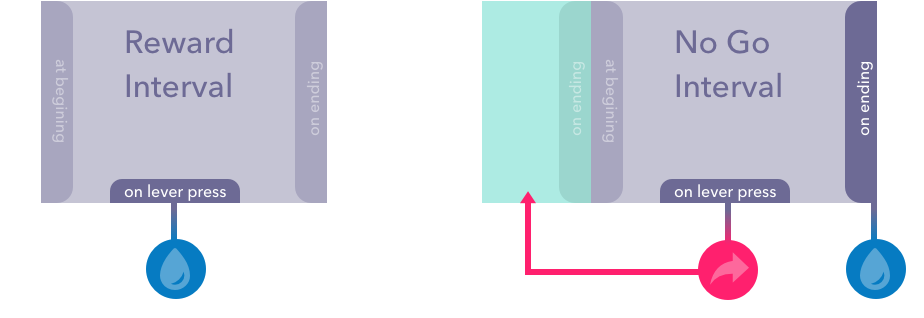 Reward
Interval
at begining
on ending
on lever press
on ending
at begining
No Go
Interval
on ending
on lever press